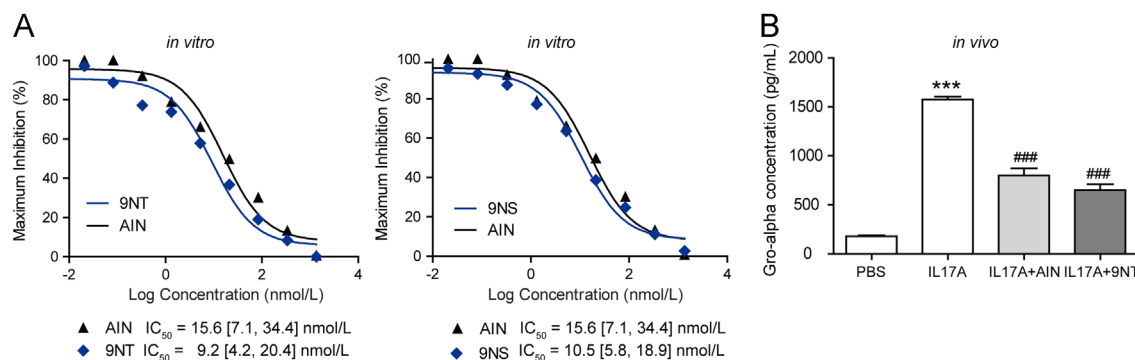 A
in vitro
Maximum Inhibition (%)
100
80
60
40
20
0
9NT
AIN
-2
0
2
4
Log Concentration (nmol/L)
AIN IC50 = 15.6 [7.1, 34.4] nmol/L
9NT IC50 = 9.2 [4.2, 20.4] nmol/L
in vitro
Maximum Inhibition (%)
100
80
60
40
20
0
9NS
AIN
-2
0
2
4
Log Concentration (nmol/L)
AIN IC50 = 15.6 [7.1, 34.4] nmol/L
9NS IC50 = 10.5 [5.8, 18.9] nmol/L
B
in vivo
Gro-alpha concentration (pg/mL)
2000
1500
1000
500
0
***
###
###
PBS
IL17A
IL17A+AIN
IL17A+9NT